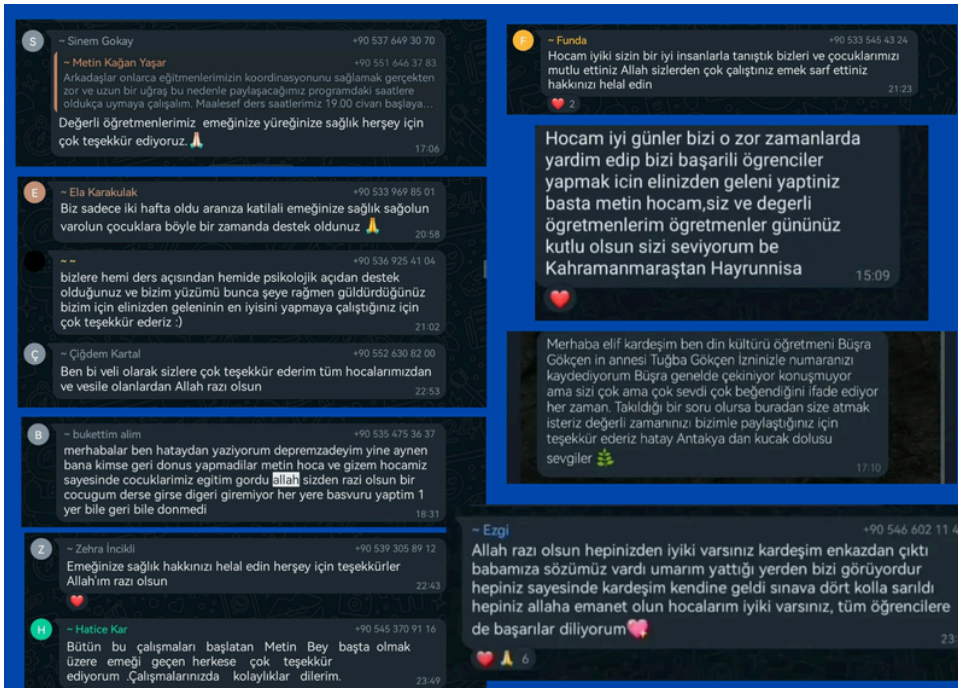 S
~ Sinem Gokay +90 537 649 30 70
~ Metin Kağan Yaşar +90 551 646 37 83
Arkadaşlar onlarca eğitmenlerimizin koordinasyonunu sağlamak gerçekten
zor ve uzun bir uğraş bu nedenle paylaşacağımız programdaki saatlere
oldukça uymaya çalışalım. Maalesef ders saatlerimiz 19.00 civarı başlaya...
Değerli öğretmenlerimiz emeğinize yüreğinize sağlık herşey için
çok teşekkür ediyoruz.🙏🏻
17:06
E
~ Ela Karakulak +90 533 969 85 01
Biz sadece iki hafta oldu aranıza katilali emeğinize sağlık sağolun
varolun çocuklara böyle bir zamanda destek oldunuz 🙏
20:58
~ ~ +90 536 925 41 04
bizlere hemi ders açısından hemide psikolojik açıdan destek
olduğunuz ve bizim yüzümü bunca şeye rağmen güldürdüğünüz
bizim için elinizden geleninin en iyisini yapmaya çalıştığınız için
çok teşekkür ederiz :)
21:02
Ç
~ Çiğdem Kartal +90 552 630 82 00
Ben bi veli olarak sizlere çok teşekkür ederim tüm hocalarımızdan
ve vesile olanlardan Allah razı olsun
22:53
B
~ bukettim alim +90 535 475 36 37
merhabalar ben hataydan yaziyorum depremzadeyim yine aynen
bana kimse geri donus yapmadilar metin hoca ve gizem hocamiz
sayesinde cocuklarimiz egitim gordu allah sizden razi olsun bir
cocugum derse girse digeri giremiyor her yere basvuru yaptim 1
yer bile geri bile donmedi
18:31
Z
~ Zehra İncikli +90 539 305 89 12
Emeğinize sağlık hakkınızı helal edin herşey için teşekkürler
Allah'ım razı olsun
22:43
❤️
H
~ Hatice Kar +90 545 370 91 16
Bütün bu çalışmaları başlatan Metin Bey başta olmak
üzere emeği geçen herkese çok teşekkür
ediyorum .Çalışmalarınızda kolaylıklar dilerim.
23:49
F
~ Funda +90 533 545 43 24
Hocam iyiki sizin bir iyi insanlarla tanıştık bizleri ve çocuklarımızı
mutlu ettiniz Allah sizlerden çok çalıştınız emek sarf ettiniz
hakkınızı helal edin
21:23
❤️ 2
Hocam iyi günler bizi o zor zamanlarda
yardim edip bizi başarili ögrenciler
yapmak icin elinizden geleni yaptiniz
basta metin hocam,siz ve degerli
ögretmenlerim ögretmenler gününüz
kutlu olsun sizi seviyorum be
Kahramanmaraştan Hayrunnisa
15:09
❤️
Merhaba elif kardeşim ben din kültürü öğretmeni Büşra
Gökçen in annesi Tuğba Gökçen İzninizle numaranızı
kaydediyorum Büşra genelde çekiniyor konuşmuyor
ama sizi çok ama çok sevdi çok beğendiğini ifade ediyor
her zaman. Takıldığı bir soru olursa buradan size atmak
isteriz değerli zamanınızı bizimle paylaştığınız için
teşekkür ederiz hatay Antakya dan kucak dolusu
sevgiler 🌿
17:10
~ Ezgi +90 546 602 11 4
Allah razı olsun hepinizden iyiki varsınız kardeşim enkazdan çıktı
babamıza sözümüz vardı umarım yattığı yerden bizi görüyordur
hepiniz sayesinde kardeşim kendine geldi sınava dört kolla sarıldı
hepiniz allaha emanet olun hocalarım iyiki varsınız, tüm öğrencilere
de başarılar diliyorum💖
23:
❤️🙏 6